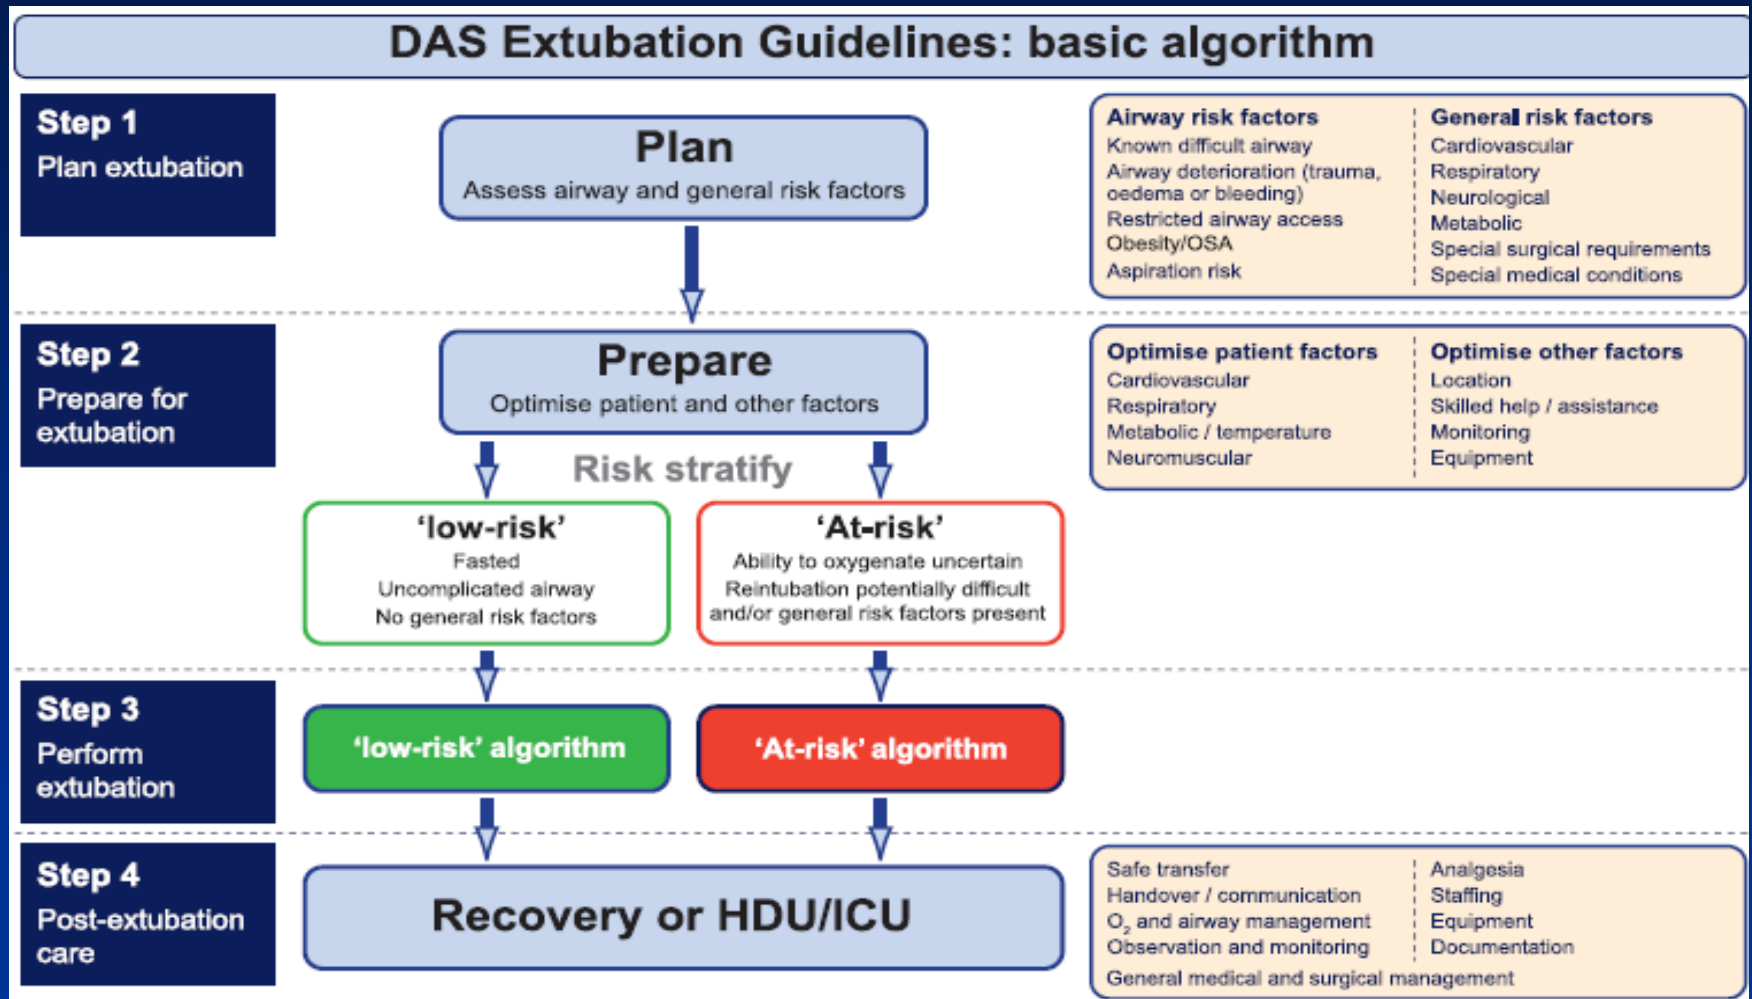 DAS Extubation Guidelines: basic algorithm
Step 1
Plan extubation
Plan
Assess airway and general risk factors
Airway risk factors
Known difficult airway
Airway deterioration (trauma,
oedema or bleeding)
Restricted airway access
Obesity/OSA
Aspiration risk
General risk factors
Cardiovascular
Respiratory
Neurological
Metabolic
Special surgical requirements
Special medical conditions
Step 2
Prepare for
extubation
Prepare
Optimise patient and other factors
Optimise patient factors
Cardiovascular
Respiratory
Metabolic / temperature
Neuromuscular
Optimise other factors
Location
Skilled help / assistance
Monitoring
Equipment
Risk stratify
‘low-risk’
Fasted
Uncomplicated airway
No general risk factors
‘At-risk’
Ability to oxygenate uncertain
Reintubation potentially difficult
and/or general risk factors present
Step 3
Perform
extubation
‘low-risk’ algorithm
‘At-risk’ algorithm
Step 4
Post-extubation
care
Recovery or HDU/ICU
Safe transfer
Handover / communication
O₂ and airway management
Observation and monitoring
Analgesia
Staffing
Equipment
Documentation
General medical and surgical management